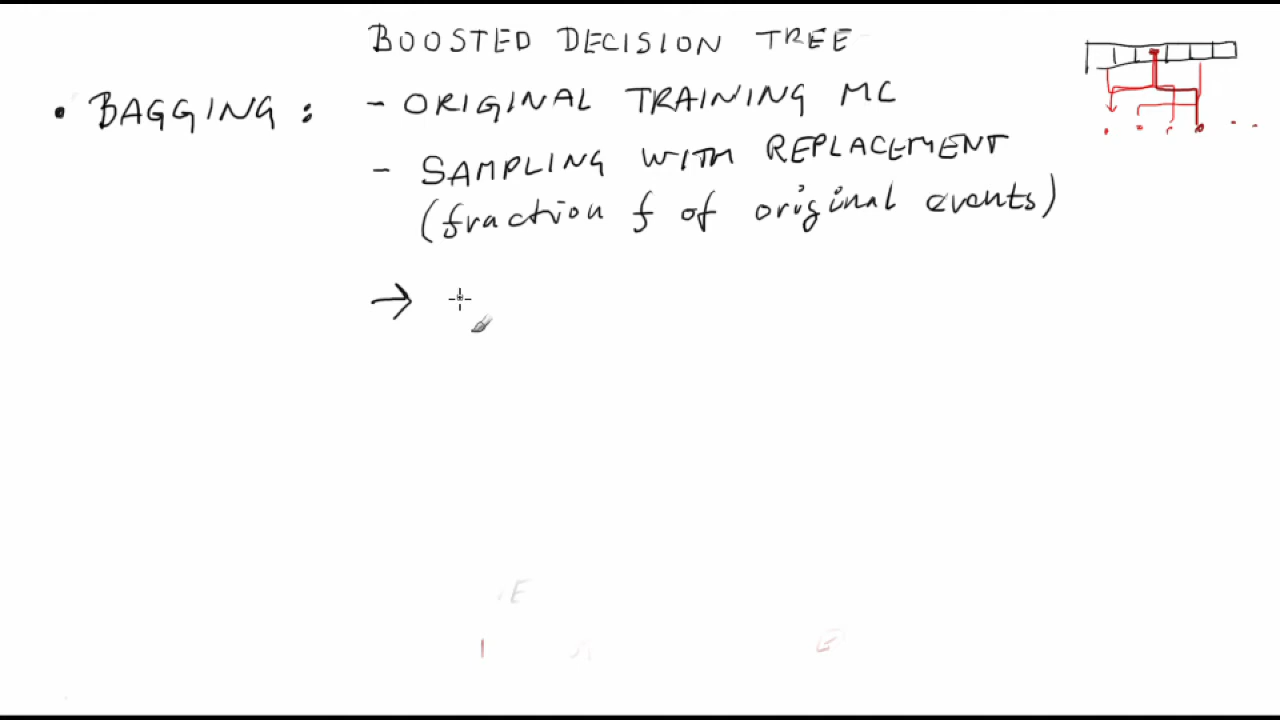 BOOSTED DECISION TREE
• BAGGING : - ORIGINAL TRAINING MC
- SAMPLING WITH REPLACEMENT
(fraction f of original events)
→